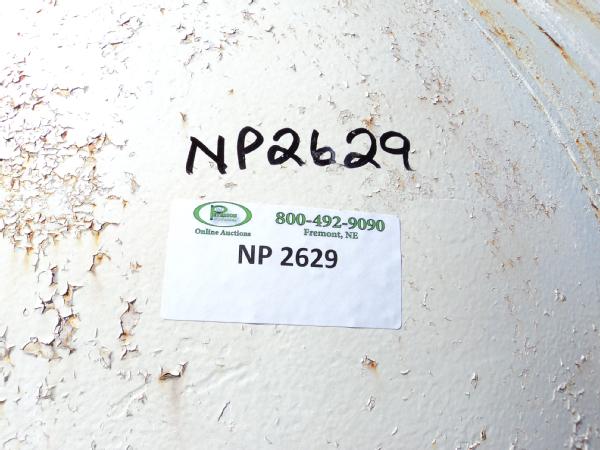 NP2629
800-492-9090
Online Auctions
Fremont, NE
NP 2629